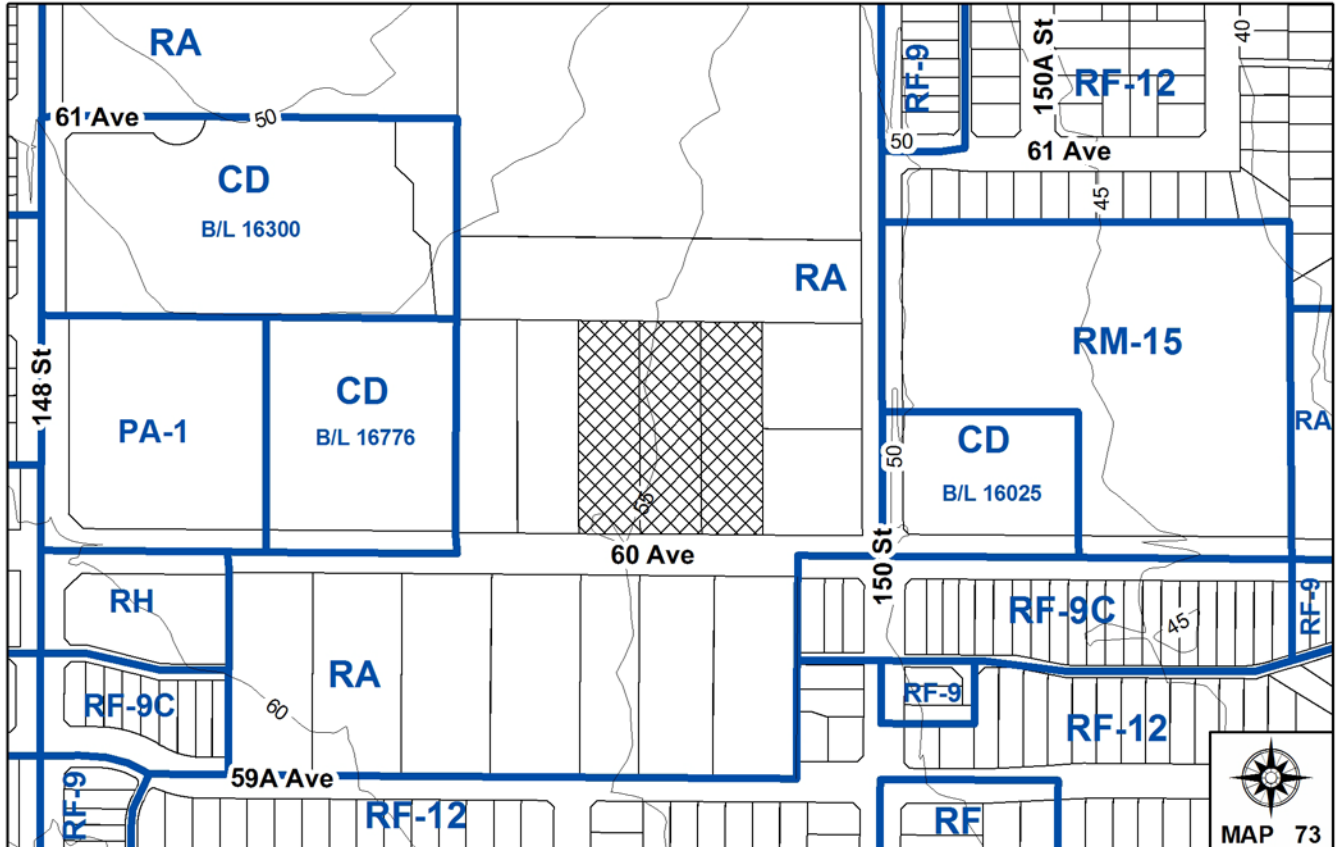 RA
RF-9
150A St
RF-12
40
61 Ave
50
50
61 Ave
CD
B/L 16300
45
RA
RM-15
148 St
CD
B/L 16776
PA-1
RA
CD
B/L 16025
50
55
60 Ave
150 St
RH
RF-9C
45
RF-9
RA
RF-9C
60
RF-9
RF-12
59A Ave
RF-9
RF-12
RF
MAP 73